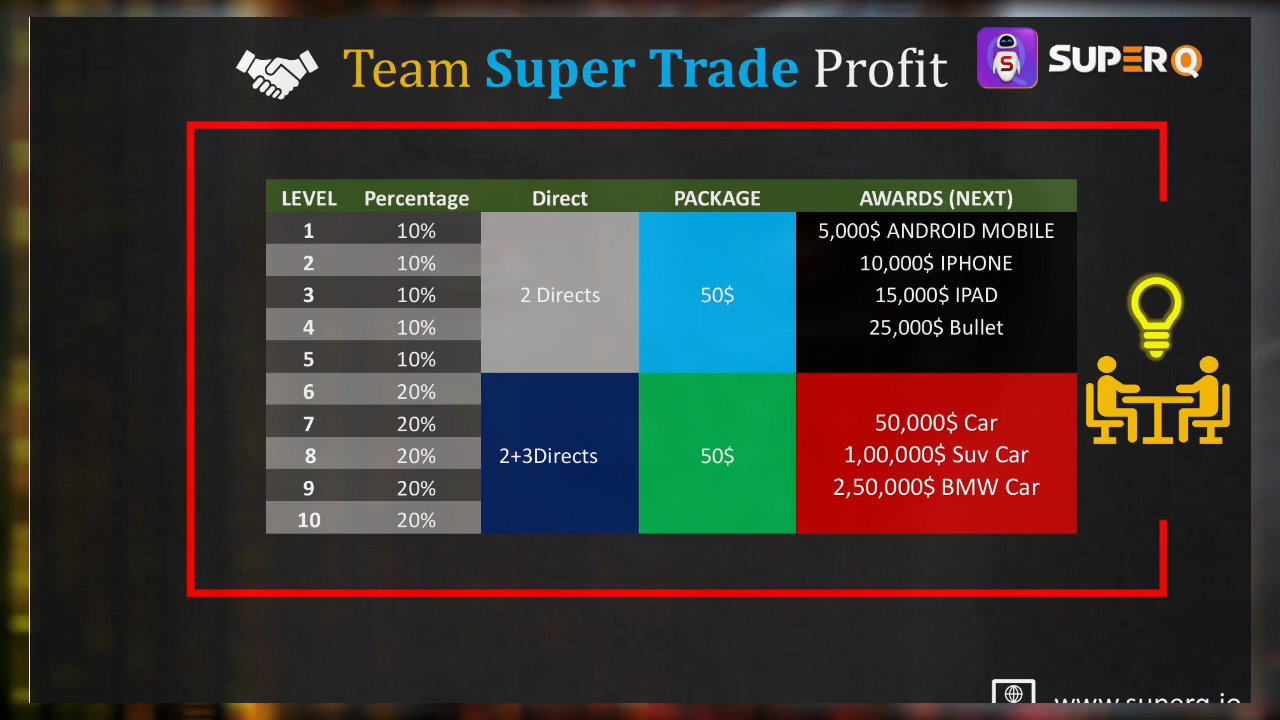 Team Super Trade Profit
S
SUPER Q
LEVEL Percentage Direct PACKAGE AWARDS (NEXT)
1 10% 5,000$ ANDROID MOBILE
2 10% 10,000$ IPHONE
3 10% 2 Directs 50$ 15,000$ IPAD
4 10% 25,000$ Bullet
5 10%
6 20%
7 20% 50,000$ Car
8 20% 2+3Directs 50$ 1,00,000$ Suv Car
9 20% 2,50,000$ BMW Car
10 20%
www.superq.io